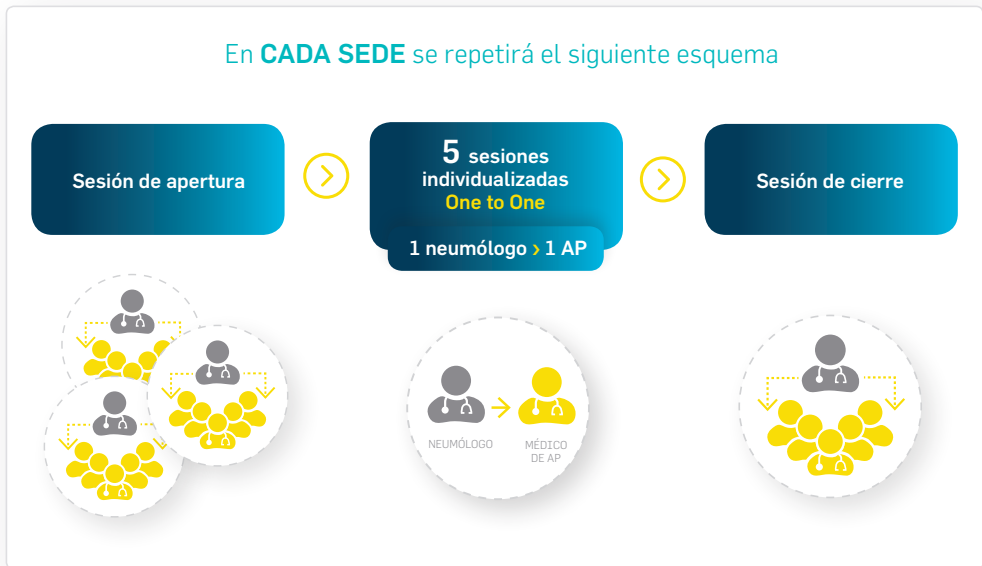 En CADA SEDE se repetirá el siguiente esquema
Sesión de apertura
5 sesiones
individualizadas
One to One
1 neumólogo › 1 AP
Sesión de cierre
NEUMÓLOGO
MÉDICO
DE AP